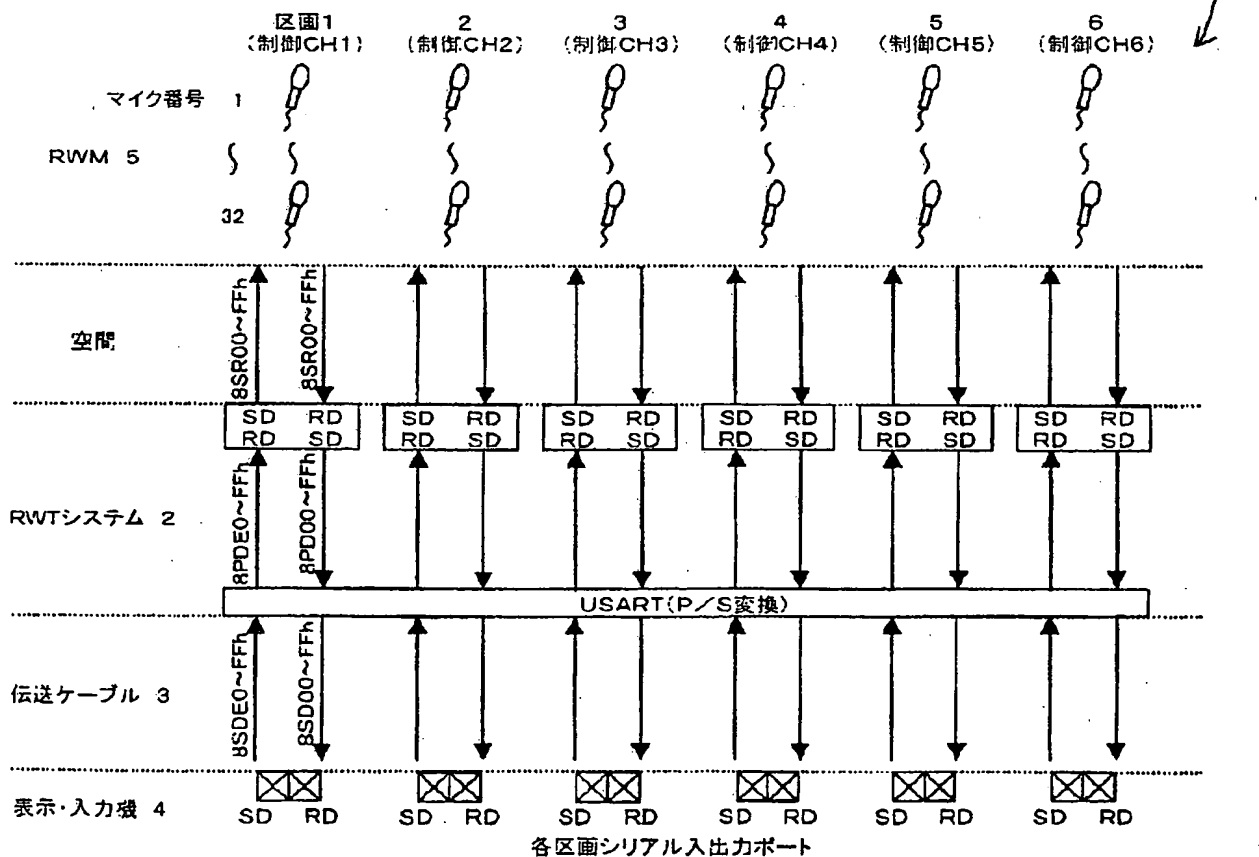 区画1 2 3 4 5 6
(制御CH1) (制御CH2) (制御CH3) (制御CH4) (制御CH5) (制御CH6)
マイク番号 1
RWM 5
32
空間
8SR00~FFh 8SR00~FFh
SD RD SD RD SD RD SD RD SD RD SD RD
RD SD RD SD RD SD RD SD RD SD RD SD
RWTシステム 2
8PDE0~FFh 8PD00~FFh
USART(P/S変換)
伝送ケーブル 3
8SDE0~FFh 8SD00~FFh
表示・入力機 4
SD RD SD RD SD RD SD RD SD RD SD RD
各区画シリアル入出力ポート